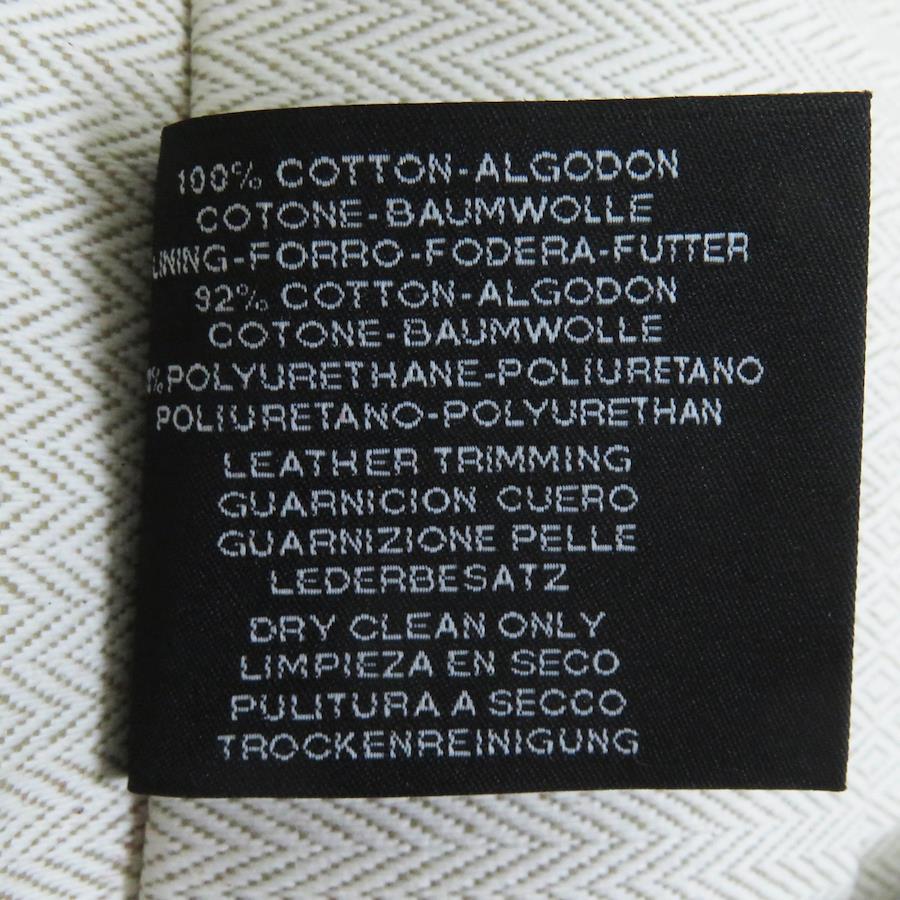 100% COTTON-ALGODON
COTONE-BAUMWOLLE
LINING-FORRO-FODERA-FUTTER
92% COTTON-ALGODON
COTONE-BAUMWOLLE
%POLYURETHANE-POLIURETANO
POLIURETANO-POLYURETHAN
LEATHER TRIMMING
GUARNICION CUERO
GUARNIZIONE PELLE
LEDERBESATZ
DRY CLEAN ONLY
LIMPIEZA EN SECO
PULITURA A SECCO
TROCKENREINIGUNG